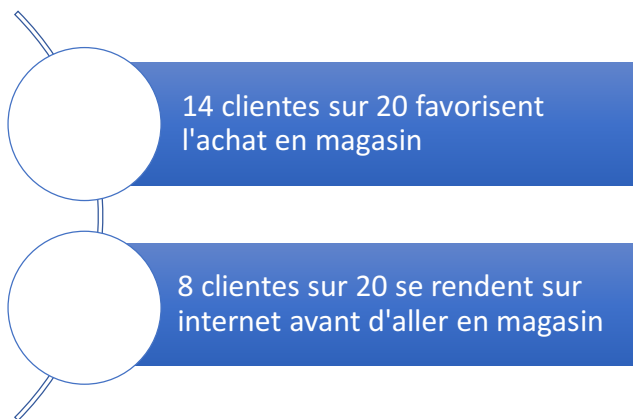 14 clientes sur 20 favorisent
l'achat en magasin
8 clientes sur 20 se rendent sur
internet avant d'aller en magasin